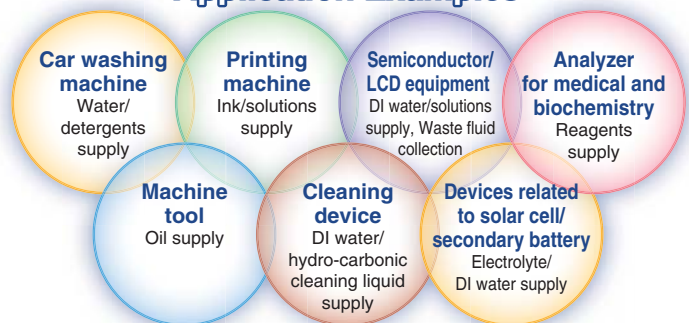 Application Examples
Car washing
machine
Water/
detergents
supply
Printing
machine
Ink/solutions
supply
Semiconductor/
LCD equipment
DI water/solutions
supply, Waste fluid
collection
Analyzer
for medical and
biochemistry
Reagents
supply
Machine
tool
Oil supply
Cleaning
device
DI water/
hydro-carbonic
cleaning liquid
supply
Devices related
to solar cell/
secondary battery
Electrolyte/
DI water supply